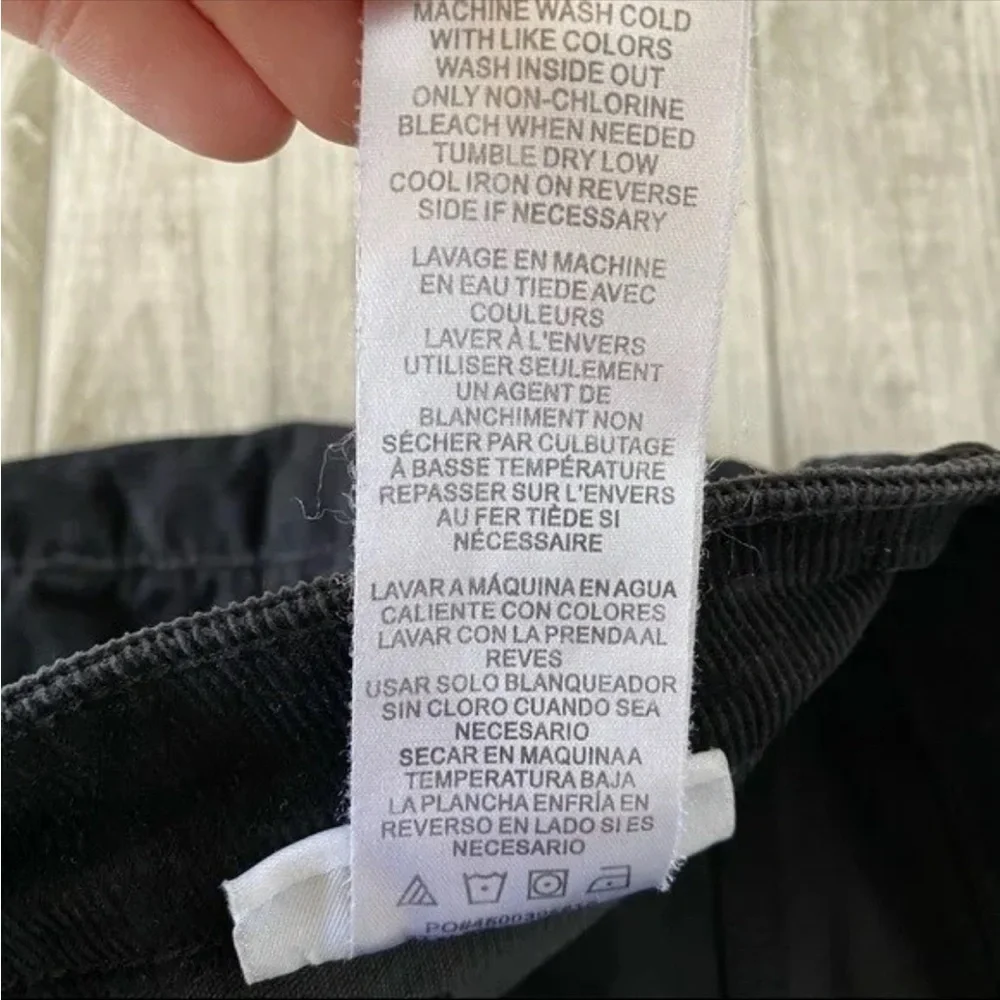 MACHINE WASH COLD
WITH LIKE COLORS
WASH INSIDE OUT
ONLY NON-CHLORINE
BLEACH WHEN NEEDED
TUMBLE DRY LOW
COOL IRON ON REVERSE
SIDE IF NECESSARY
LAVAGE EN MACHINE
EN EAU TIEDE AVEC
COULEURS
LAVER À L'ENVERS
UTILISER SEULEMENT
UN AGENT DE
BLANCHIMENT NON
SÉCHER PAR CULBUTAGE
À BASSE TEMPÉRATURE
REPASSER SUR L'ENVERS
AU FER TIÈDE SI
NÉCESSAIRE
LAVAR A MÁQUINA EN AGUA
CALIENTE CON COLORES
LAVAR CON LA PRENDA AL
REVES
USAR SOLO BLANQUEADOR
SIN CLORO CUANDO SEA
NECESARIO
SECAR EN MAQUINA A
TEMPERATURA BAJA
LA PLANCHA ENFRÍA EN
REVERSO EN LADO SI ES
NECESARIO